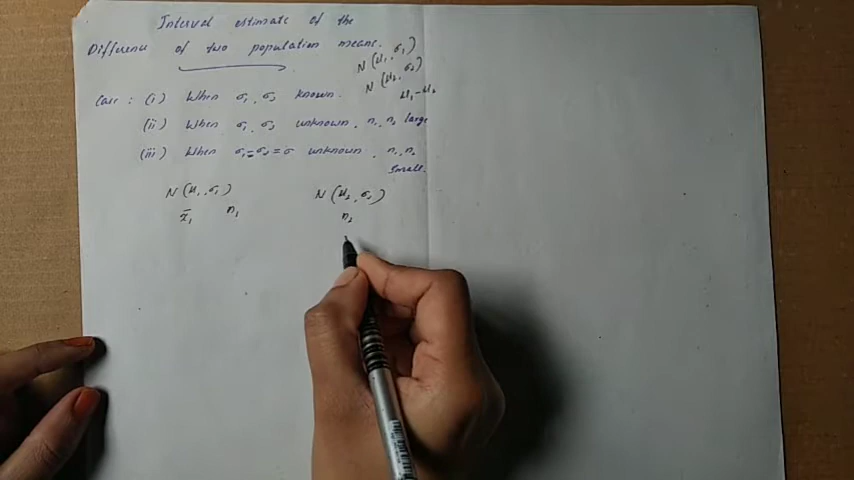 Interval estimate of the
Difference of two population means.
N (μ₁, σ₁)
N (μ₂, σ₂)
μ₁-μ₂
Case : (i) When σ₁, σ₂ known.
(ii) When σ₁, σ₂ unknown, n₁, n₂ large
(iii) When σ₁=σ₂=σ unknown, n₁, n₂
small.
N (μ₁, σ₁) N (μ₂, σ₂)
x̄₁ n₁ n₂